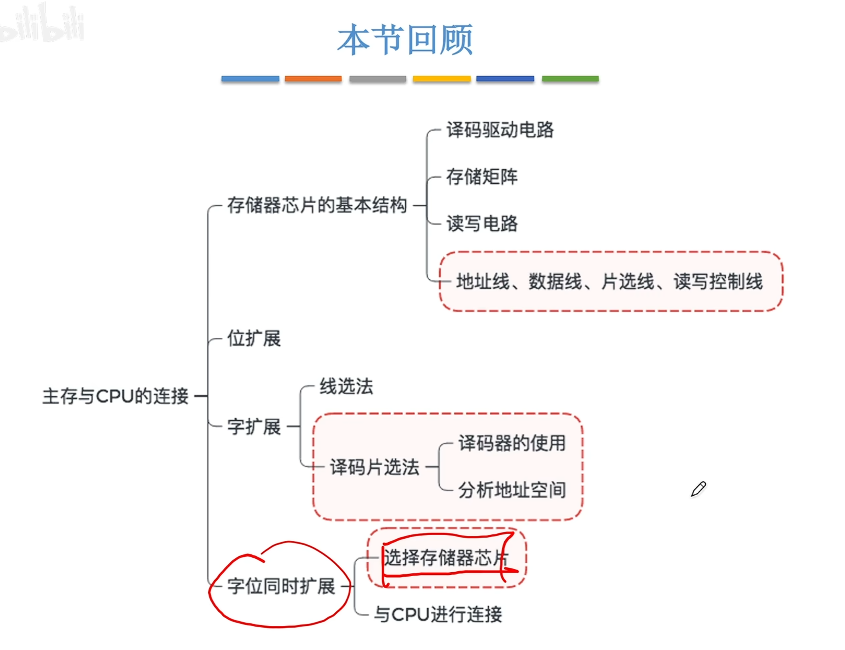 bilibili
本节回顾
译码驱动电路
存储矩阵
存储器芯片的基本结构
读写电路
地址线、数据线、片选线、读写控制线
位扩展
线选法
主存与CPU的连接
字扩展
译码器的使用
译码片选法
分析地址空间
选择存储器芯片
字位同时扩展
与CPU进行连接